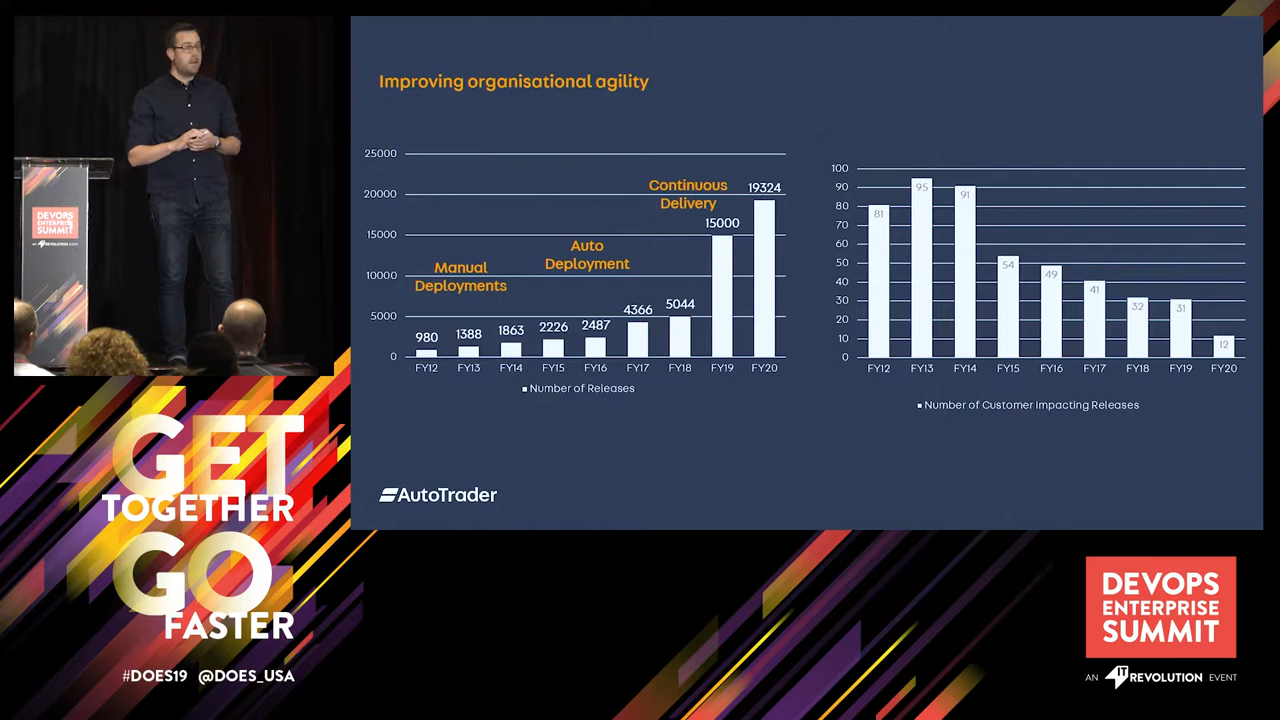 DEVOPS
ENTERPRISE
SUMMIT
AN IT REVOLUTION EVENT
Improving organisational agility
25000
20000
15000
10000
5000
0
Manual
Deployments
Auto
Deployment
Continuous
Delivery
980
1388
1863
2226
2487
4366
5044
15000
19324
FY12 FY13 FY14 FY15 FY16 FY17 FY18 FY19 FY20
Number of Releases
100
90
80
70
60
50
40
30
20
10
0
81
95
91
54
49
41
32
31
12
FY12 FY13 FY14 FY15 FY16 FY17 FY18 FY19 FY20
Number of Customer Impacting Releases
AutoTrader
GET
TOGETHER
GO
FASTER
#DOES19 @DOES_USA
DEVOPS
ENTERPRISE
SUMMIT
AN IT REVOLUTION EVENT